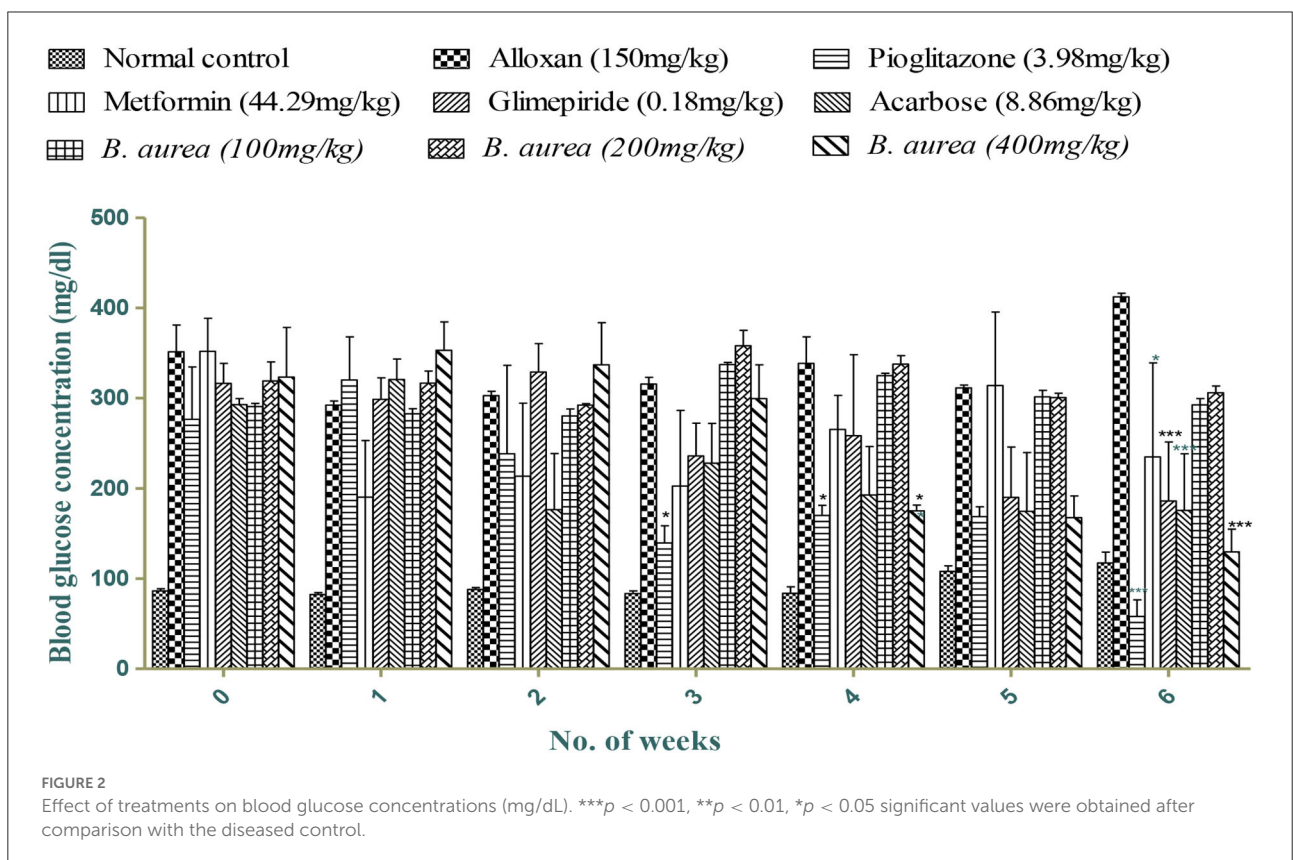 Normal control
Alloxan (150mg/kg)
Pioglitazone (3.98mg/kg)
Metformin (44.29mg/kg)
Glimepiride (0.18mg/kg)
Acarbose (8.86mg/kg)
B. aurea (100mg/kg)
B. aurea (200mg/kg)
B. aurea (400mg/kg)
Blood glucose concentration (mg/dl)
500
400
300
200
100
0
*
*
*
*
***
*
***
***
***
0
1
2
3
4
5
6
No. of weeks
FIGURE 2
Effect of treatments on blood glucose concentrations (mg/dL). ***p < 0.001, **p < 0.01, *p < 0.05 significant values were obtained after
comparison with the diseased control.